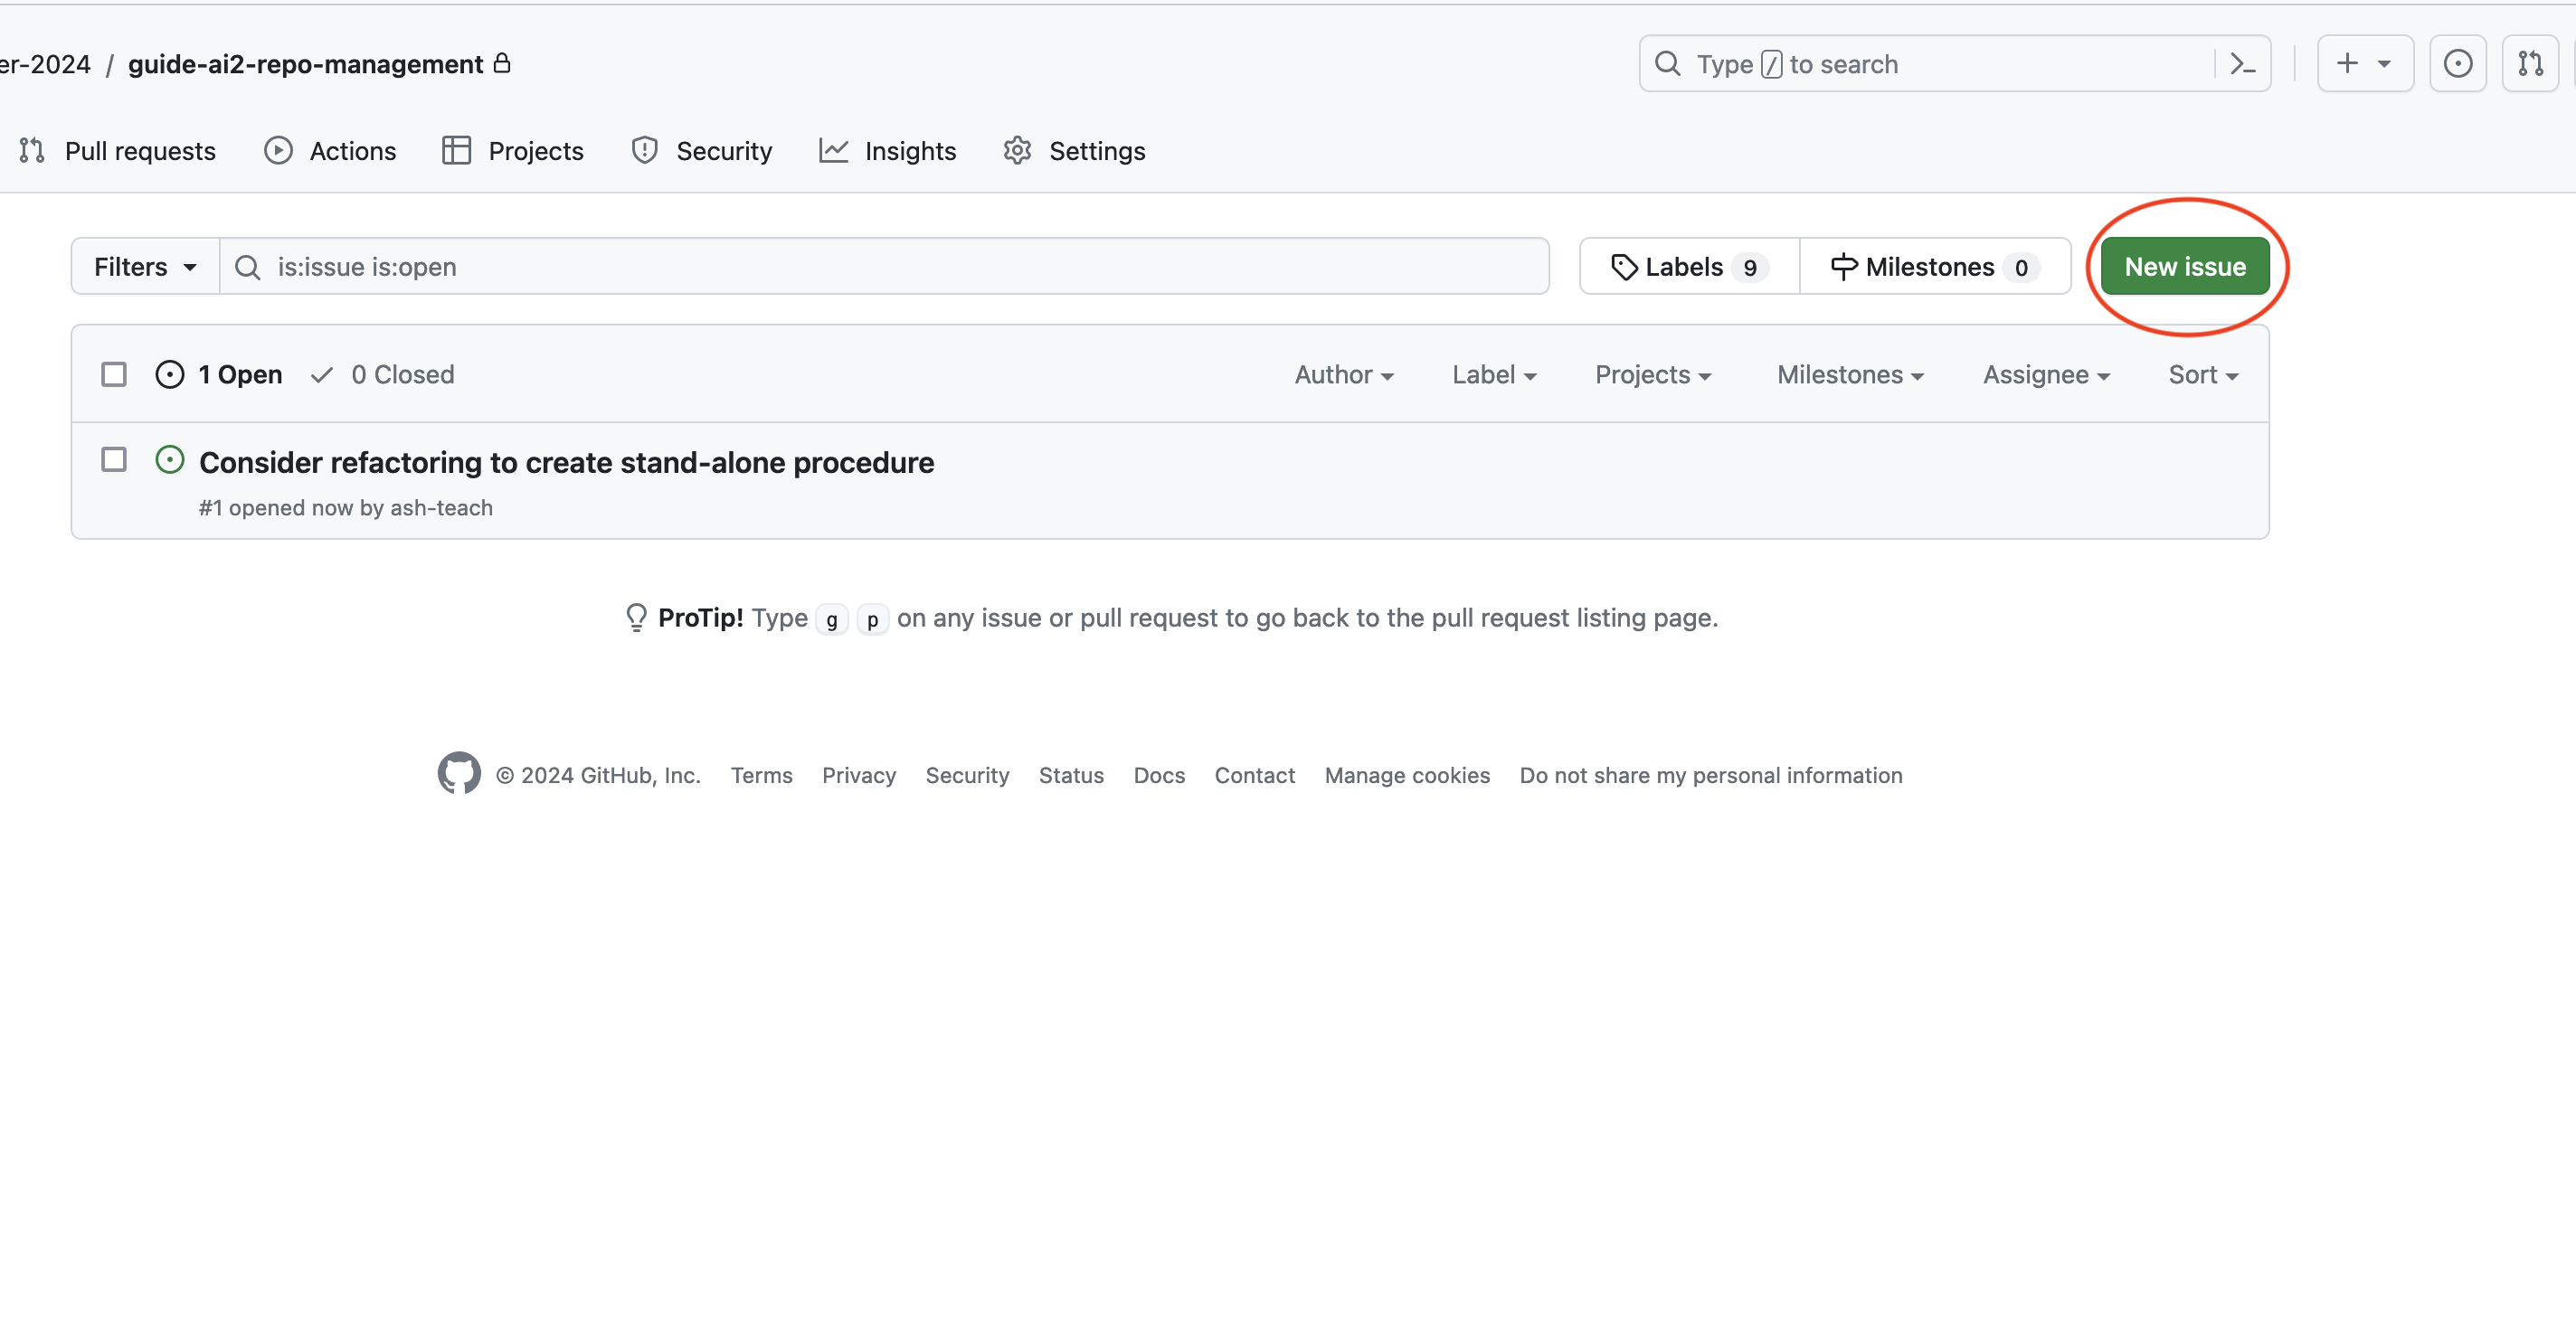 er-2024 / guide-ai2-repo-management
Type / to search
Pull requests Actions Projects Security Insights Settings
Filters is:issue is:open Labels 9 Milestones 0 New issue
1 Open 0 Closed Author Label Projects Milestones Assignee Sort
Consider refactoring to create stand-alone procedure
#1 opened now by ash-teach
ProTip! Type g p on any issue or pull request to go back to the pull request listing page.
© 2024 GitHub, Inc. Terms Privacy Security Status Docs Contact Manage cookies Do not share my personal information